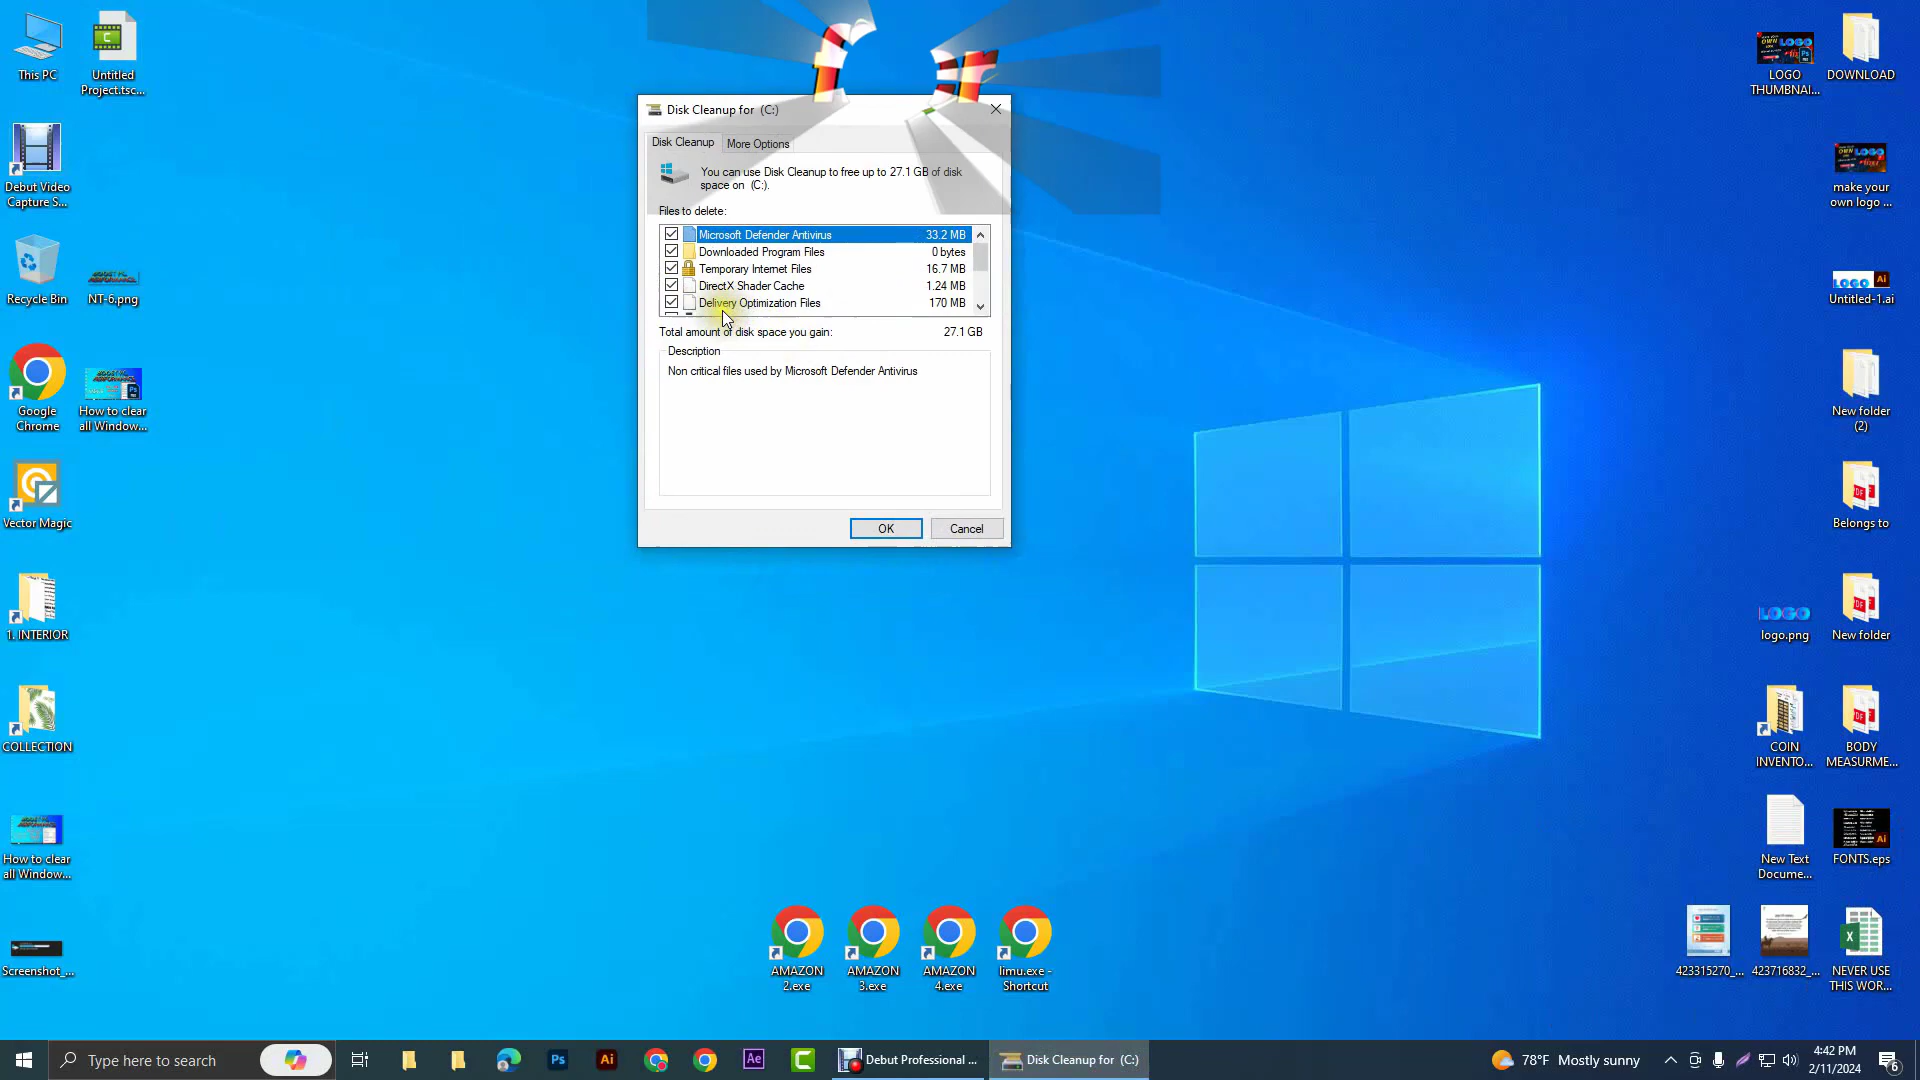 This PC
Untitled
Project.tsc...
Debut Video
Capture S...
Recycle Bin
NT-6.png
Google
Chrome
How to clear
all Window...
Vector Magic
1. INTERIOR
COLLECTION
How to clear
all Window...
Screenshot_...
Disk Cleanup for  (C:)
Disk Cleanup
More Options
You can use Disk Cleanup to free up to 27.1 GB of disk
space on  (C:).
Files to delete:
Microsoft Defender Antivirus 33.2 MB
Downloaded Program Files 0 bytes
Temporary Internet Files 16.7 MB
DirectX Shader Cache 1.24 MB
Delivery Optimization Files 170 MB
Total amount of disk space you gain: 27.1 GB
Description
Non critical files used by Microsoft Defender Antivirus
OK
Cancel
AMAZON
2.exe
AMAZON
3.exe
AMAZON
4.exe
limu.exe -
Shortcut
LOGO
THUMBNAI...
DOWNLOAD
make your
own logo ...
Untitled-1.ai
New folder
(2)
Belongs to
logo.png
New folder
COIN
INVENTO...
BODY
MEASURME...
New Text
Docume...
FONTS.eps
423315270_...
423716832_...
NEVER USE
THIS WOR...
Type here to search
Debut Professional ...
Disk Cleanup for  (C:)
78°F  Mostly sunny
4:42 PM
2/11/2024
6